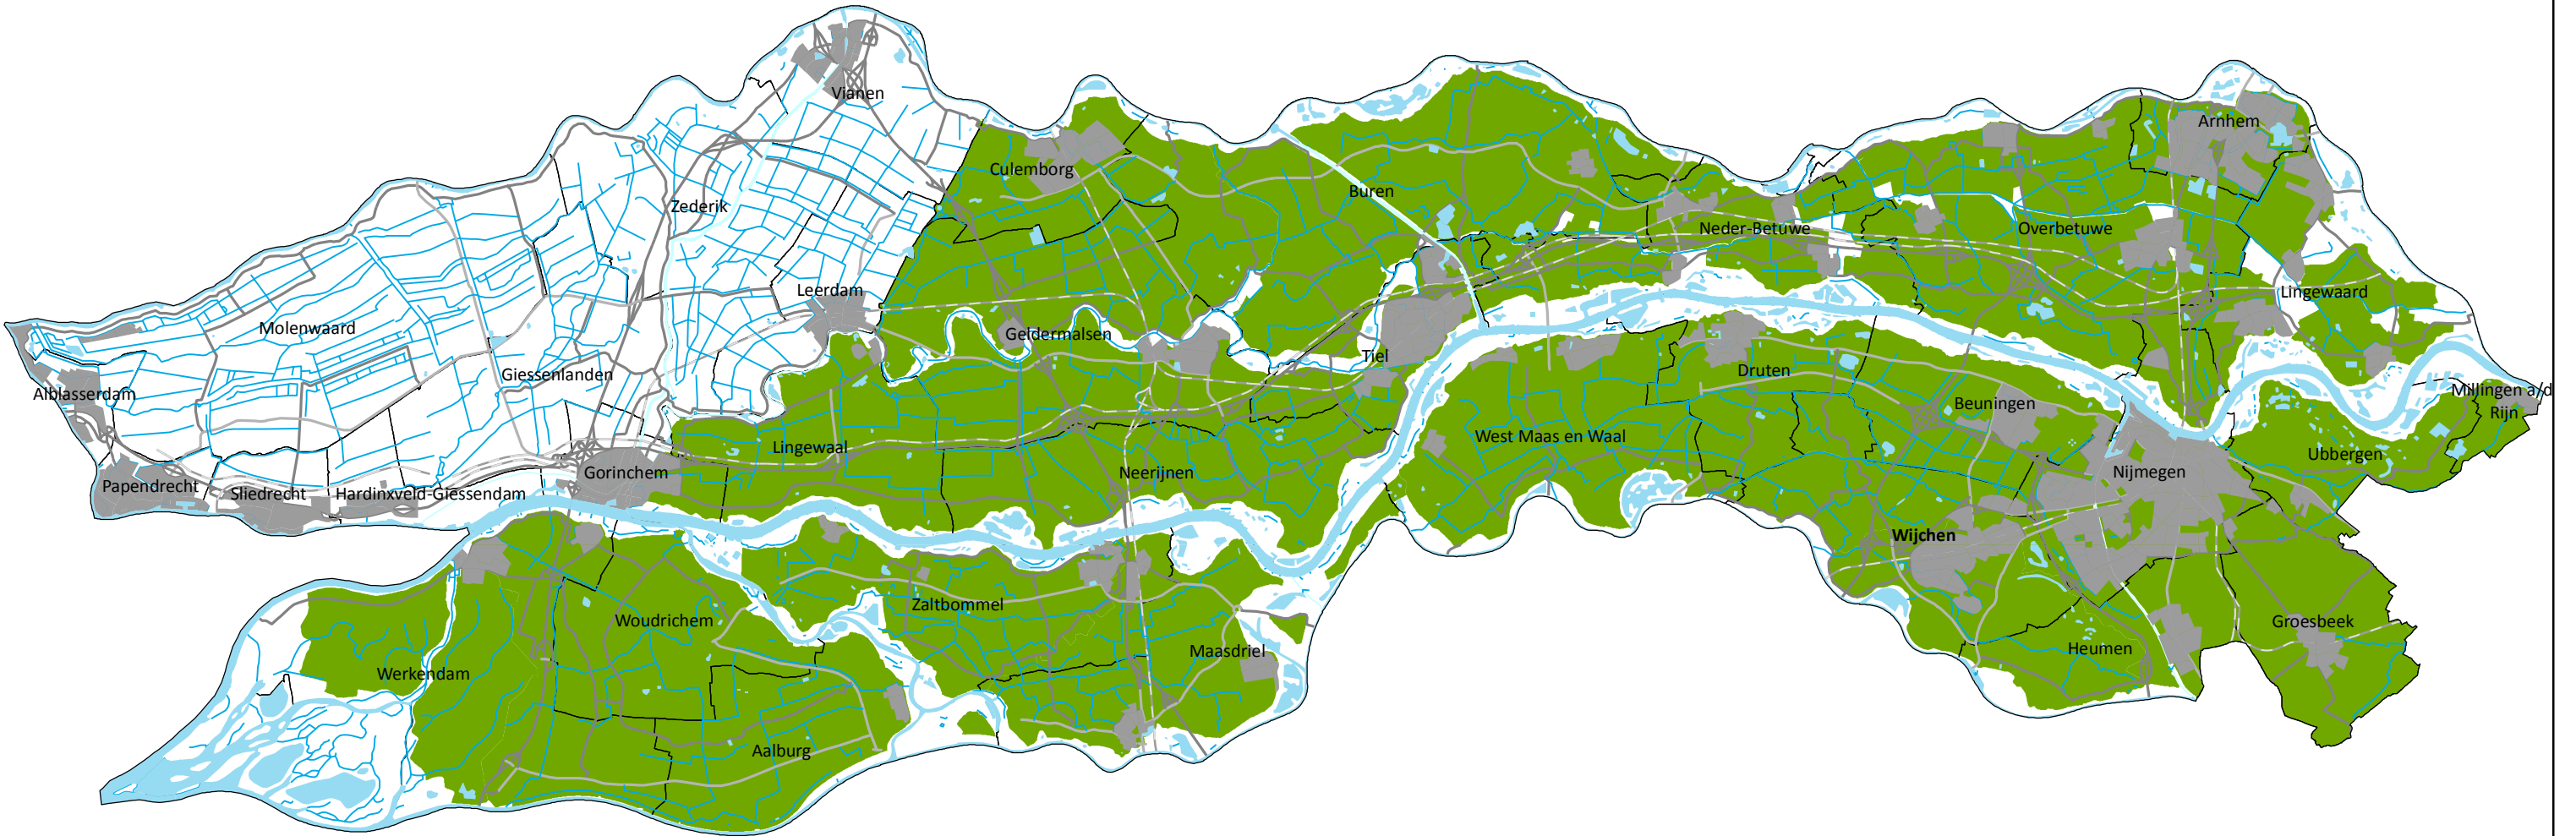 Vianen
Arnhem
Culemborg
Buren
Zederik
Neder-Betuwe
Overbetuwe
Leerdam
Lingewaard
Molenwaard
Geldermalsen
Tiel
Druten
Giessenlanden
Alblasserdam
Millingen a/d
Rijn
Beuningen
West Maas en Waal
Lingewaal
Ubbergen
Gorinchem
Neerijnen
Nijmegen
Papendrecht
Sliedrecht
Hardinxveld-Giessendam
Wijchen
Zaltbommel
Woudrichem
Groesbeek
Maasdriel
Heumen
Werkendam
Aalburg